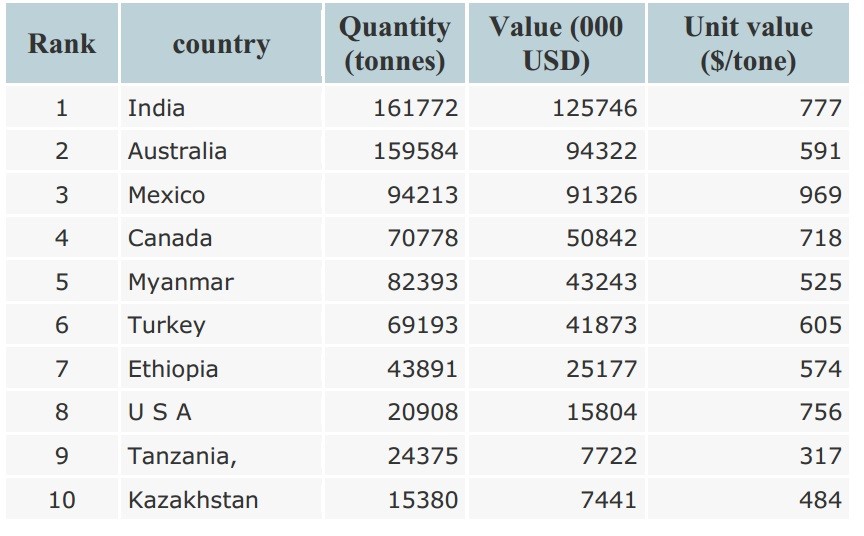 Rank country Quantity (tonnes) Value (000 USD) Unit value ($/tone)
1 India 161772 125746 777
2 Australia 159584 94322 591
3 Mexico 94213 91326 969
4 Canada 70778 50842 718
5 Myanmar 82393 43243 525
6 Turkey 69193 41873 605
7 Ethiopia 43891 25177 574
8 U S A 20908 15804 756
9 Tanzania, 24375 7722 317
10 Kazakhstan 15380 7441 484